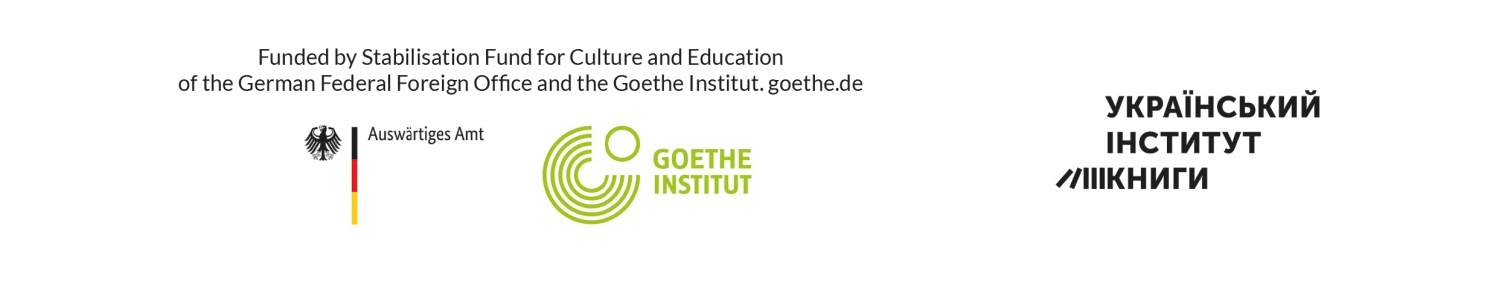 Funded by Stabilisation Fund for Culture and Education
of the German Federal Foreign Office and the Goethe Institut. goethe.de
Auswärtiges Amt
GOETHE
INSTITUT
УКРАЇНСЬКИЙ
ІНСТИТУТ
КНИГИ